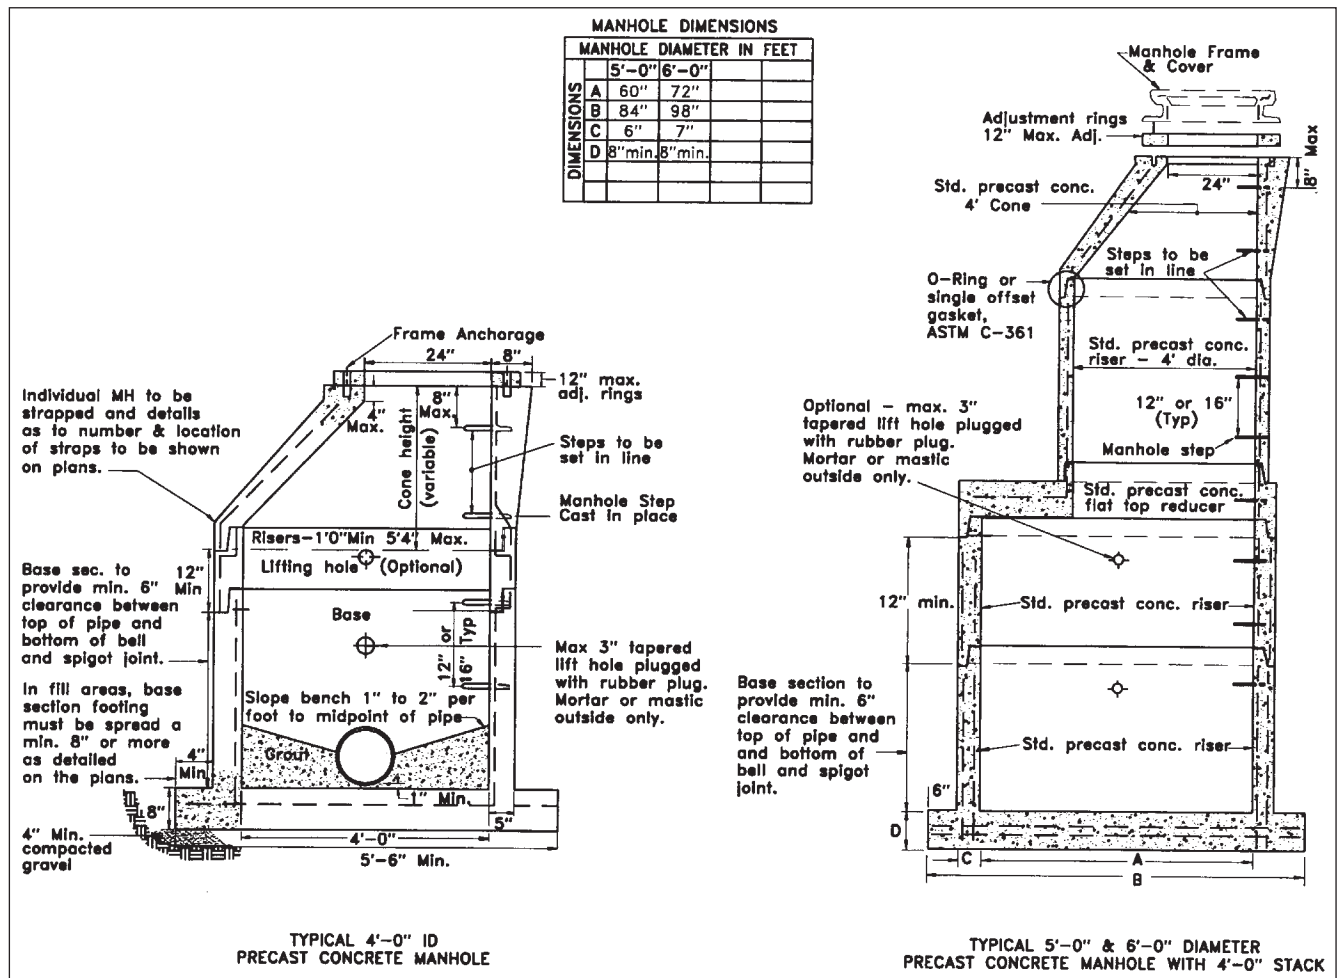 MANHOLE DIMENSIONS
MANHOLE DIAMETER IN FEET
DIMENSIONS
5'-0" 6'-0"
A 60" 72"
B 84" 98"
C 6" 7"
D 8"min. 8"min.
Frame Anchorage
24"
8"
12" max.
adj. rings
Individual MH to be
strapped and details
as to number & location
of straps to be shown
on plans.
4"
Max.
Cone height
(variable)
8"
Max.
Steps to be
set in line
Manhole Step
Cast in place
Risers-1'0"Min 5'4" Max.
Lifting hole (Optional)
12"
Min
Base sec. to
provide min. 6"
clearance between
top of pipe and
bottom of bell
and spigot joint.
Base
12" or
16" Typ
Max 3" tapered
lift hole plugged
with rubber plug.
Mortar or mastic
outside only.
In fill areas, base
section footing
must be spread a
min. 8" or more
as detailed
on the plans.
Slope bench 1" to 2" per
foot to midpoint of pipe
Grout
4"
Min
1" Min.
8"
5"
4" Min.
compacted
gravel
4'-0"
5'-6" Min.
TYPICAL 4'-0" ID
PRECAST CONCRETE MANHOLE
Manhole Frame
& Cover
Adjustment rings
12" Max. Adj.
8" Max
24"
Std. precast conc.
4' Cone
Steps to be
set in line
O-Ring or
single offset
gasket,
ASTM C-361
Std. precast conc.
riser - 4' dia.
Optional - max. 3"
tapered lift hole plugged
with rubber plug.
Mortar or mastic
outside only.
12" or 16"
(Typ)
Manhole step
Std. precast conc.
flat top reducer
12" min.
Std. precast conc. riser
Base section to
provide min. 6"
clearance between
top of pipe and
and bottom of
bell and spigot
joint.
Std. precast conc. riser
6"
D
C
A
B
TYPICAL 5'-0" & 6'-0" DIAMETER
PRECAST CONCRETE MANHOLE WITH 4'-0" STACK